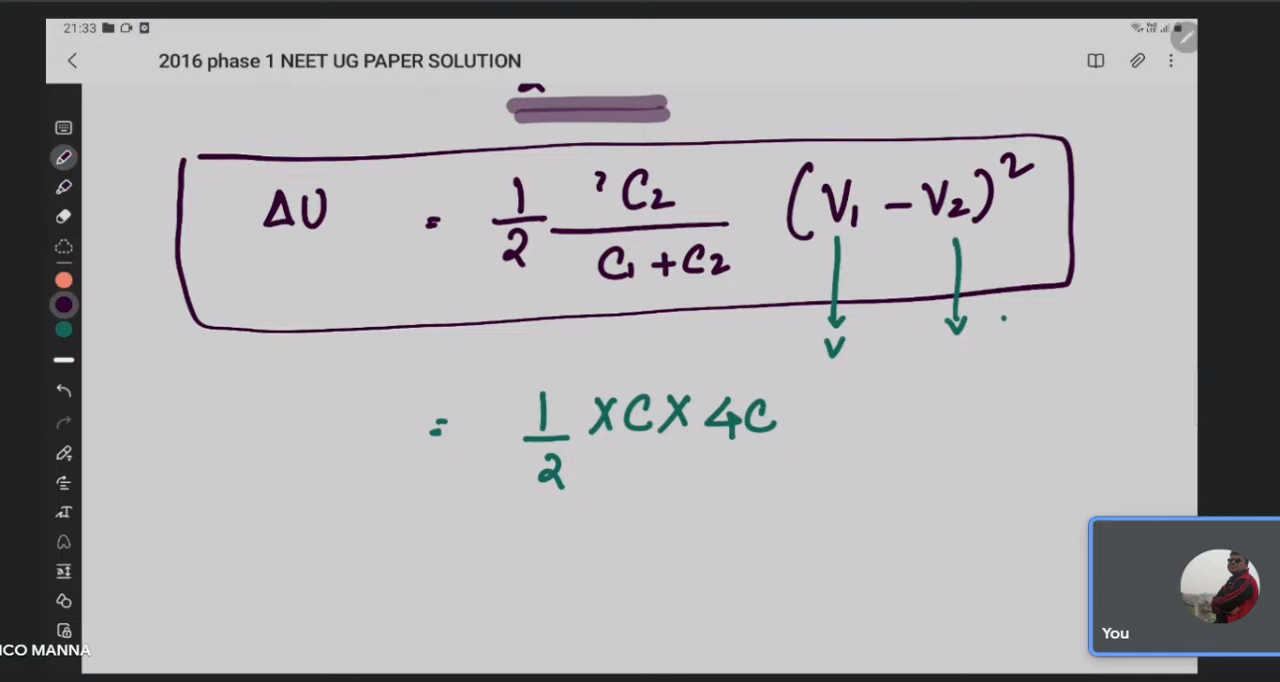 21:33
2016 phase 1 NEET UG PAPER SOLUTION
ΔU = 1/2 C2/C1+C2 (V1 - V2)2
V
= 1/2 X C X 4C
You
CO MANNA